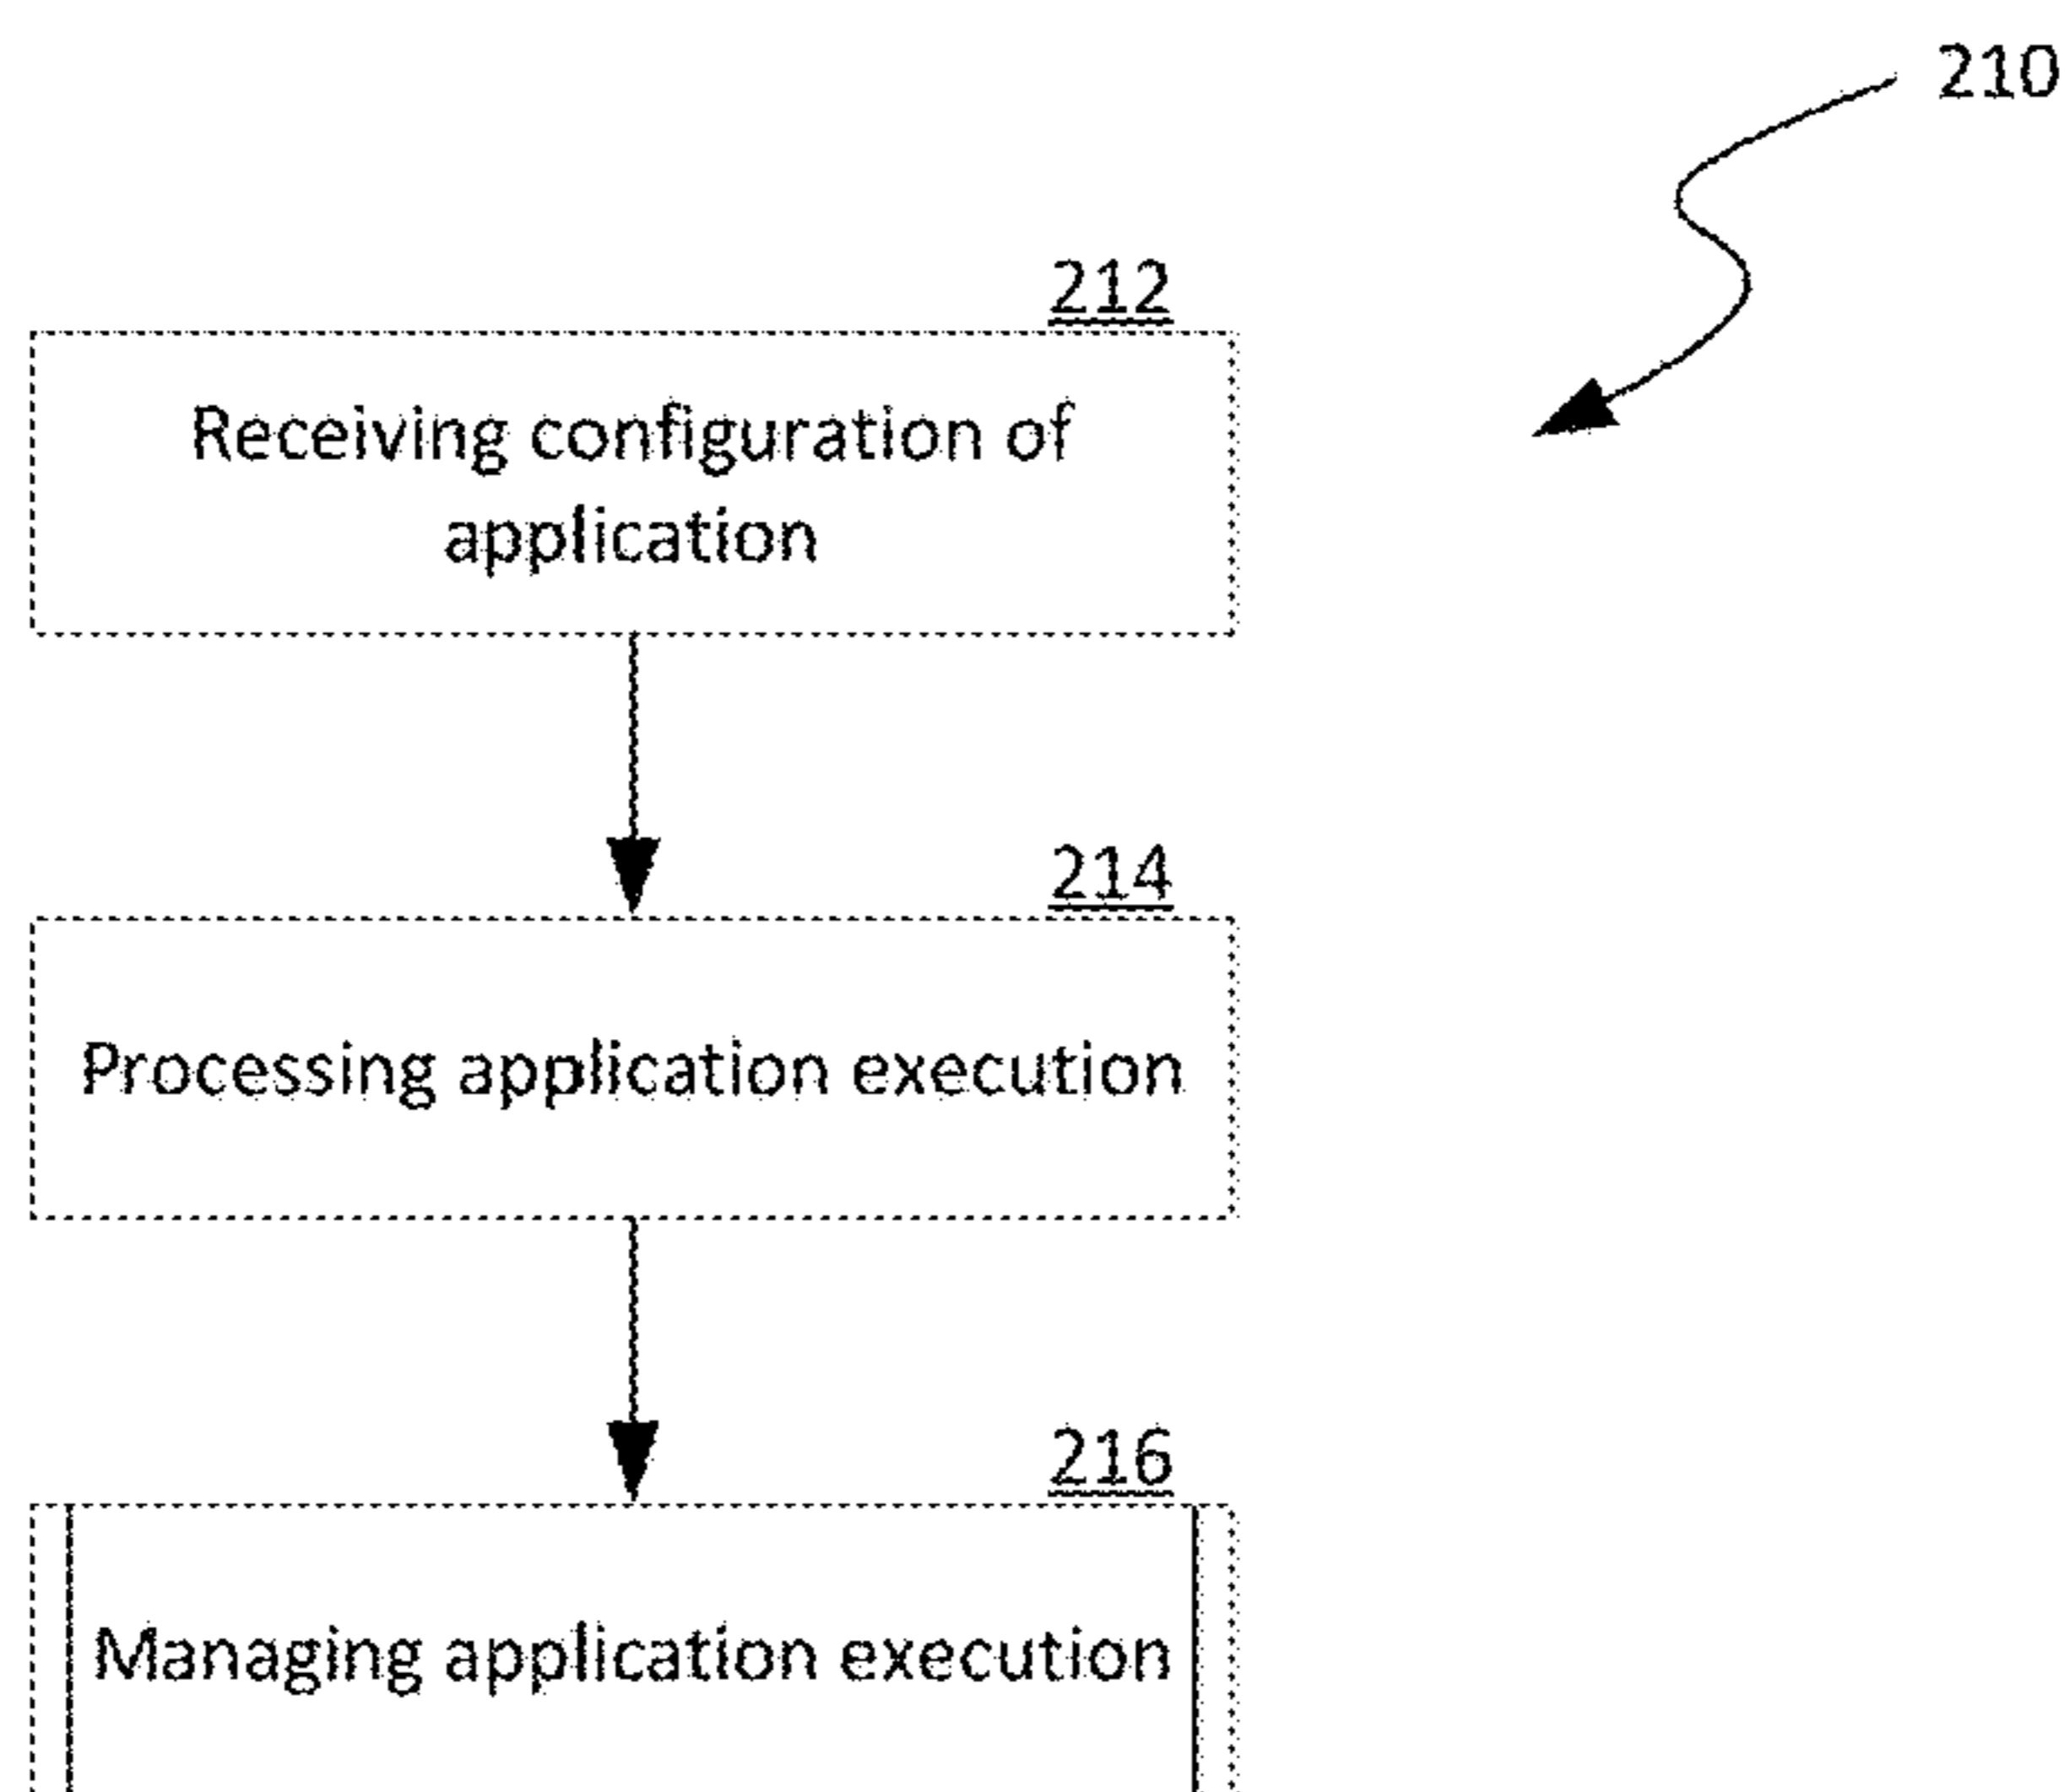 210
212
Receiving configuration of
application
214
Processing application execution
216
Managing application execution